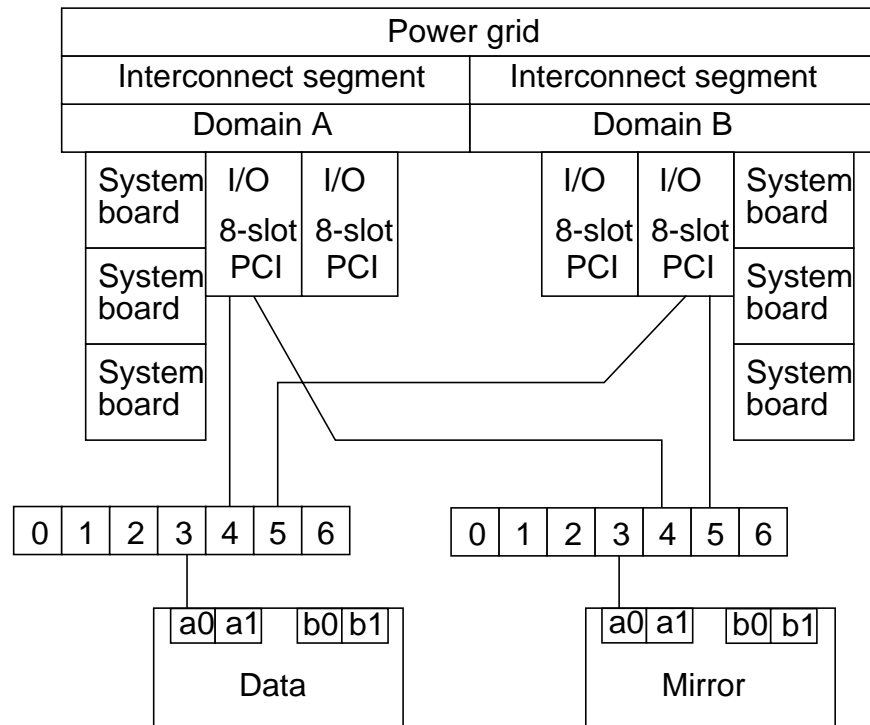 Power grid
Interconnect segment
Interconnect segment
Domain A
Domain B
System
board
System
board
System
board
I/O
8-slot
PCI
I/O
8-slot
PCI
I/O
8-slot
PCI
I/O
8-slot
PCI
System
board
System
board
System
board
0 1 2 3 4 5 6
0 1 2 3 4 5 6
a0 a1 b0 b1
Data
a0 a1 b0 b1
Mirror